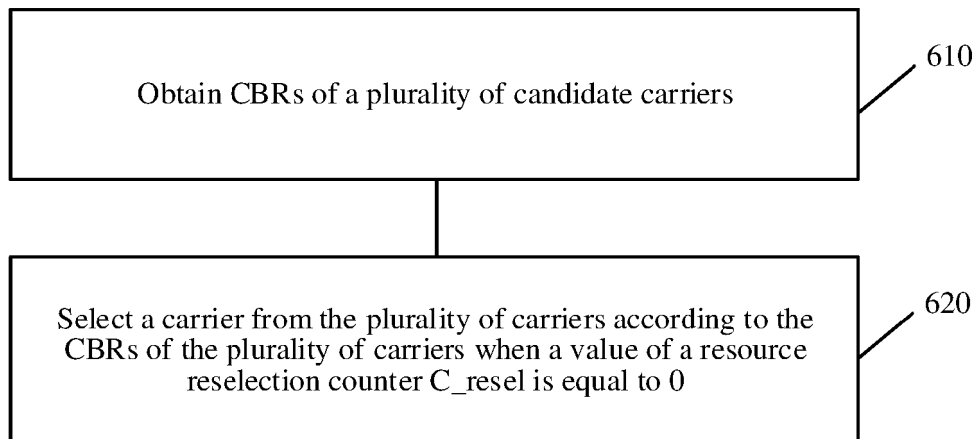 Obtain CBRs of a plurality of candidate carriers
610
Select a carrier from the plurality of carriers according to the
CBRs of the plurality of carriers when a value of a resource
reselection counter C_resel is equal to 0
620